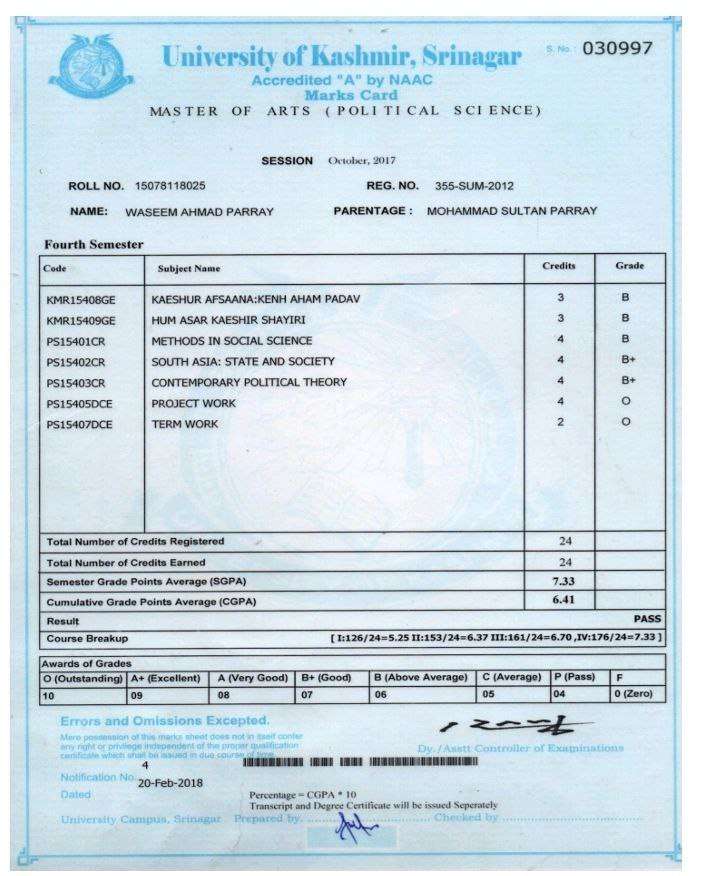 University of Kashmir, Srinagar
S. No. 030997
Accredited "A" by NAAC
Marks Card
MASTER OF ARTS (POLITICAL SCIENCE)
SESSION October, 2017
ROLL NO. 15078118025 REG. NO. 355-SUM-2012
NAME: WASEEM AHMAD PARRAY PARENTAGE : MOHAMMAD SULTAN PARRAY
Fourth Semester
Code Subject Name Credits Grade
KMR15408GE KAESHUR AFSAANA:KENH AHAM PADAV 3 B
KMR15409GE HUM ASAR KAESHIR SHAYIRI 3 B
PS15401CR METHODS IN SOCIAL SCIENCE 4 B
PS15402CR SOUTH ASIA: STATE AND SOCIETY 4 B+
PS15403CR CONTEMPORARY POLITICAL THEORY 4 B+
PS15405DCE PROJECT WORK 4 O
PS15407DCE TERM WORK 2 O
Total Number of Credits Registered 24
Total Number of Credits Earned 24
Semester Grade Points Average (SGPA) 7.33
Cumulative Grade Points Average (CGPA) 6.41
Result PASS
Course Breakup [ I:126/24=5.25 II:153/24=6.37 III:161/24=6.70 ,IV:176/24=7.33 ]
Awards of Grades
O (Outstanding) A+ (Excellent) A (Very Good) B+ (Good) B (Above Average) C (Average) P (Pass) F
10 09 08 07 06 05 04 0 (Zero)
Errors and Omissions Excepted.
Mere possession of this marks sheet does not in itself confer
any right or privilege independent of the proper qualification
certificate which shall be issued in due course of time
Dy./Asstt Controller of Examinations
4
Notification No.
20-Feb-2018
Dated
Percentage = CGPA * 10
Transcript and Degree Certificate will be issued Seperately
University Campus, Srinagar Prepared by. Checked by